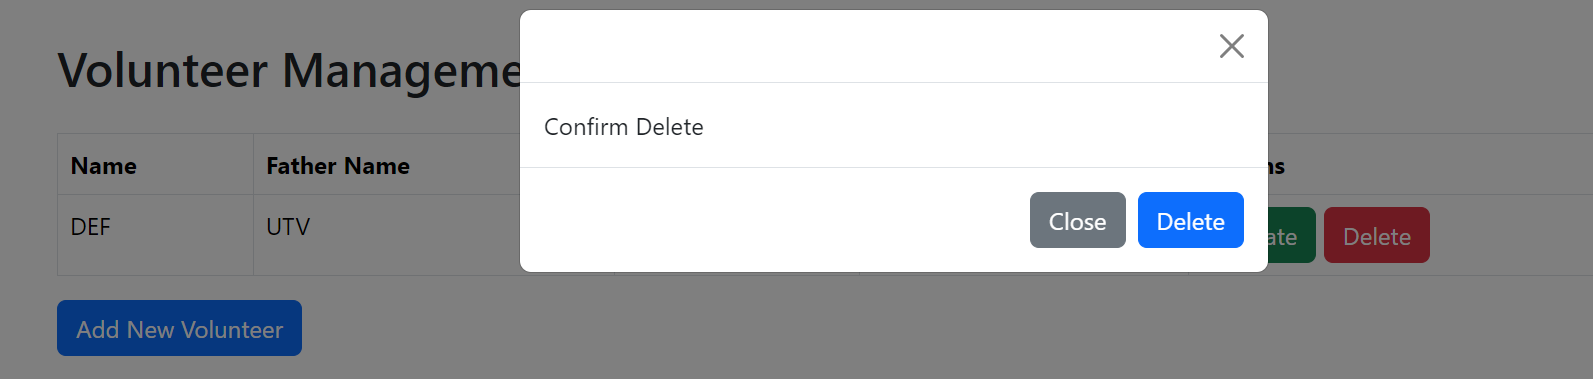 Volunteer Manageme
Confirm Delete
Name Father Name ns
Close Delete
DEF UTV ate Delete
Add New Volunteer